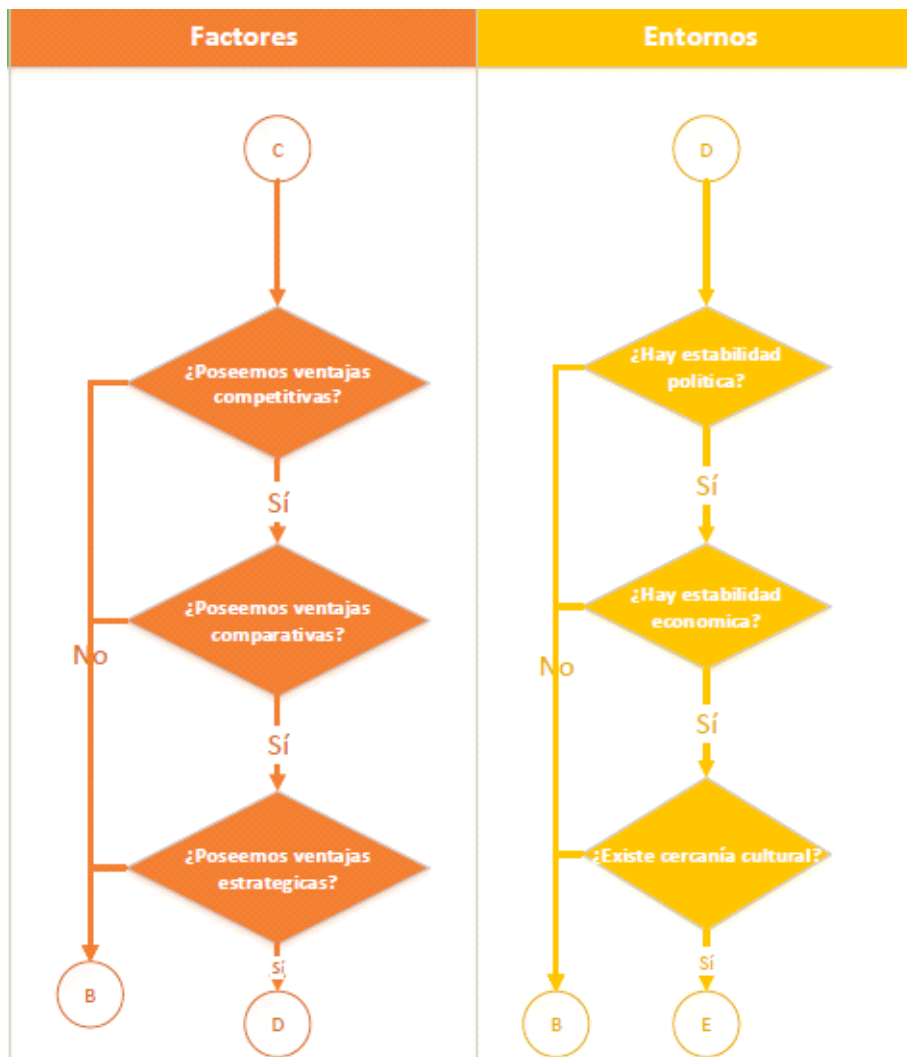 Factores
C
¿Poseemos ventajas
competitivas?
Sí
¿Poseemos ventajas
comparativas?
No
Sí
¿Poseemos ventajas
estrategicas?
Sí
B
D
Entornos
D
¿Hay estabilidad
politica?
Sí
¿Hay estabilidad
economica?
No
Sí
¿Existe cercanía cultural?
Sí
B
E